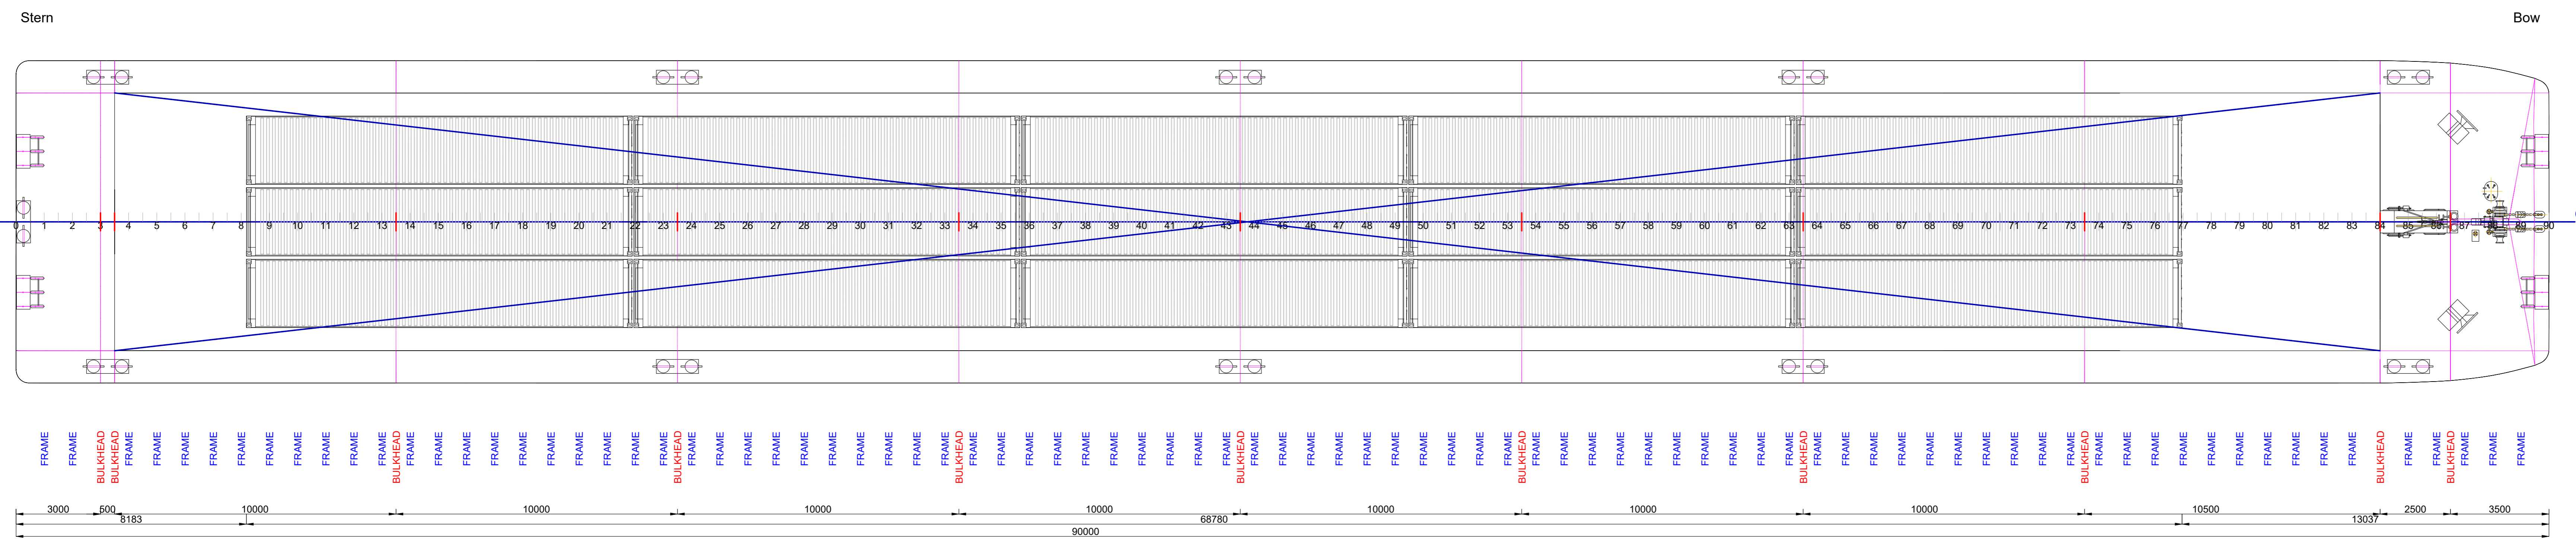 Stern Bow
0 1 2 3 4 5 6 7 8 9 10 11 12 13 14 15 16 17 18 19 20 21 22 23 24 25 26 27 28 29 30 31 32 33 34 35 36 37 38 39 40 41 42 43 44 45 46 47 48 49 50 51 52 53 54 55 56 57 58 59 60 61 62 63 64 65 66 67 68 69 70 71 72 73 74 75 76 77 78 79 80 81 82 83 84 85 86 87 88 89 90
FRAME FRAME BULKHEAD BULKHEAD FRAME FRAME FRAME FRAME FRAME FRAME FRAME FRAME FRAME FRAME BULKHEAD FRAME FRAME FRAME FRAME FRAME FRAME FRAME FRAME FRAME FRAME BULKHEAD FRAME FRAME FRAME FRAME FRAME FRAME FRAME FRAME FRAME FRAME BULKHEAD FRAME FRAME FRAME FRAME FRAME FRAME FRAME FRAME FRAME FRAME BULKHEAD FRAME FRAME FRAME FRAME FRAME FRAME FRAME FRAME FRAME FRAME BULKHEAD FRAME FRAME FRAME FRAME FRAME FRAME FRAME FRAME FRAME FRAME BULKHEAD FRAME FRAME FRAME FRAME FRAME FRAME FRAME FRAME FRAME FRAME BULKHEAD FRAME FRAME FRAME FRAME FRAME FRAME FRAME FRAME FRAME FRAME BULKHEAD FRAME FRAME BULKHEAD FRAME FRAME FRAME
3000 500 10000 10000 10000 10000 10000 10000 10000 10500 2500 3500
8183 68780 13037
90000